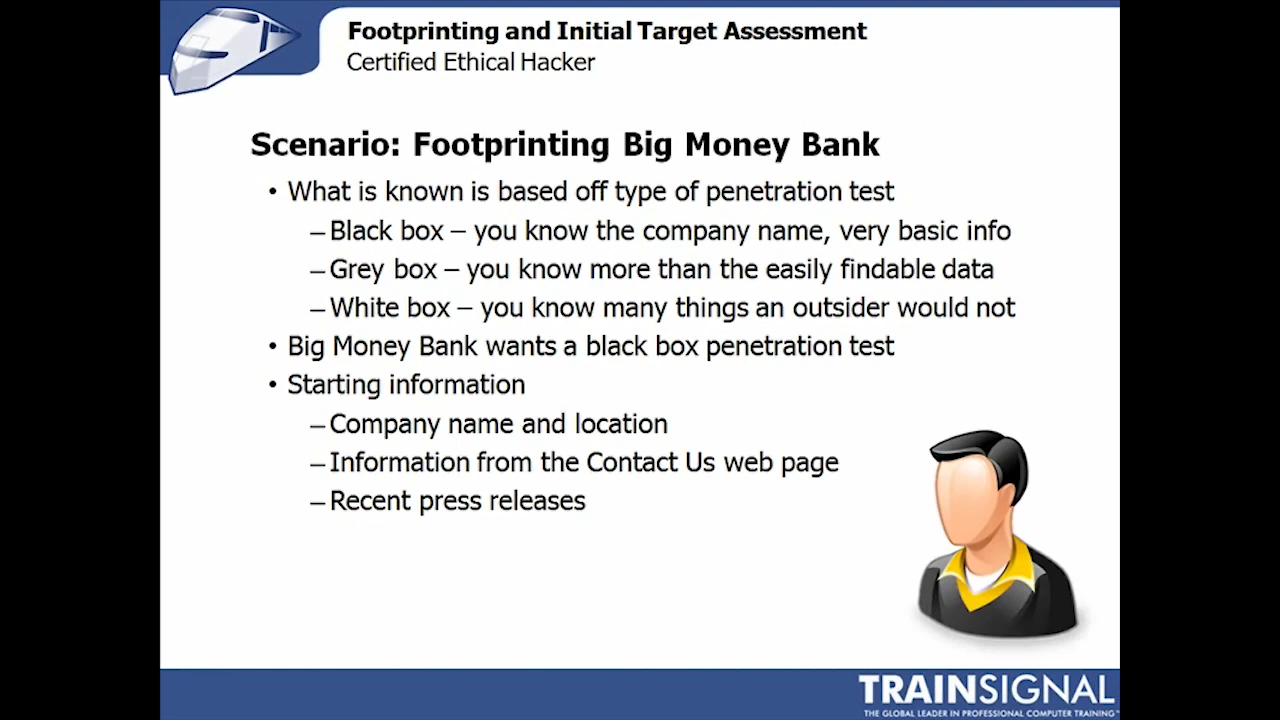 Footprinting and Initial Target Assessment
Certified Ethical Hacker
Scenario: Footprinting Big Money Bank
• What is known is based off type of penetration test
– Black box – you know the company name, very basic info
– Grey box – you know more than the easily findable data
– White box – you know many things an outsider would not
• Big Money Bank wants a black box penetration test
• Starting information
– Company name and location
– Information from the Contact Us web page
– Recent press releases
TRAINSIGNAL
THE GLOBAL LEADER IN PROFESSIONAL COMPUTER TRAINING™